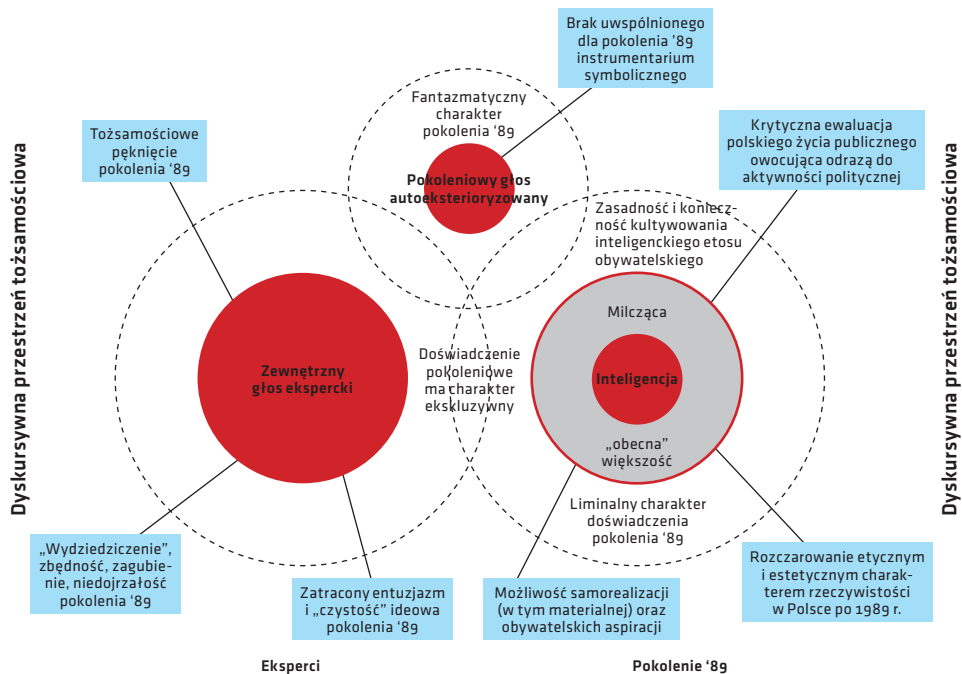 Brak uwspólnionego
dla pokolenia ’89
instrumentarium
symbolicznego
Fantazmatyczny
charakter
pokolenia ‘89
Tożsamościowe
pęknięcie
pokolenia ‘89
Krytyczna ewaluacja
polskiego życia publicznego
owocująca odrazą do
aktywności politycznej
Pokoleniowy głos
autoeksterioryzowany
Zasadność i koniecz-
ność kultywowania
inteligenckiego etosu
obywatelskiego
Dyskursywna przestrzeń tożsamościowa
Dyskursywna przestrzeń tożsamościowa
Milcząca
Zewnętrzny
głos ekspercki
Doświadczenie
pokoleniowe
ma charakter
ekskluzywny
Inteligencja
„obecna”
większość
Liminalny charakter
doświadczenia
pokolenia ‘89
„Wydziedziczenie”,
zbędność, zagubie-
nie, niedojrzałość
pokolenia ‘89
Zatracony entuzjazm
i „czystość” ideowa
pokolenia ‘89
Możliwość samorealizacji
(w tym materialnej) oraz
obywatelskich aspiracji
Rozczarowanie etycznym
i estetycznym charak-
terem rzeczywistości
w Polsce po 1989 r.
Eksperci
Pokolenie ‘89